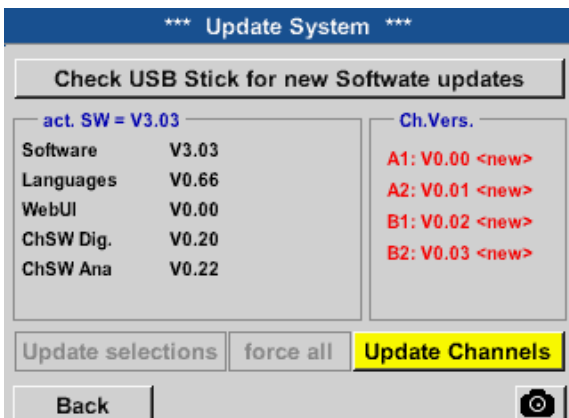 *** Update System ***
Check USB Stick for new Softwate updates
act. SW = V3.03
Software V3.03
Languages V0.66
WebUI V0.00
ChSW Dig. V0.20
ChSW Ana V0.22
Ch.Vers.
A1: V0.00 <new>
A2: V0.01 <new>
B1: V0.02 <new>
B2: V0.03 <new>
Update selections force all Update Channels
Back